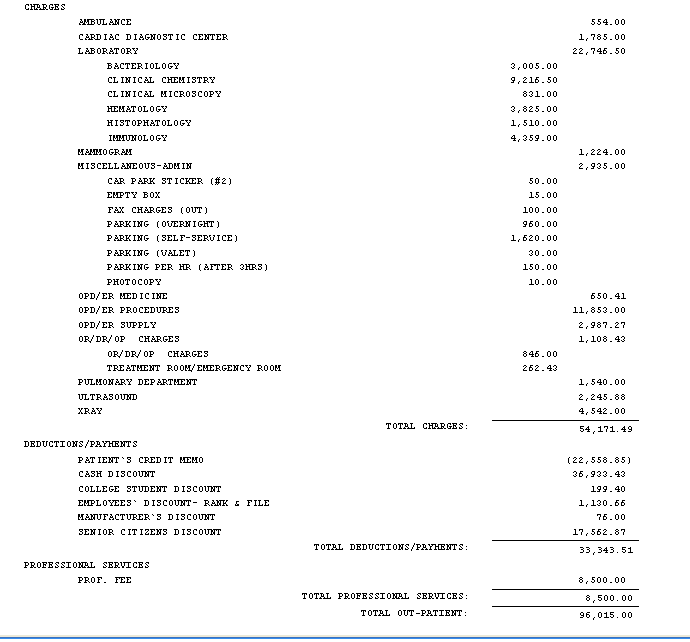 CHARGES
AMBULANCE 554.00
CARDIAC DIAGNOSTIC CENTER 1,785.00
LABORATORY 22,746.50
BACTERIOLOGY 3,005.00
CLINICAL CHEMISTRY 9,216.50
CLINICAL MICROSCOPY 831.00
HEMATOLOGY 3,825.00
HISTOPHATOLOGY 1,510.00
IMMUNOLOGY 4,359.00
MAMMOGRAM 1,224.00
MISCELLANEOUS-ADMIN 2,935.00
CAR PARK STICKER (#2) 50.00
EMPTY BOX 15.00
FAX CHARGES (OUT) 100.00
PARKING (OVERNIGHT) 960.00
PARKING (SELF-SERVICE) 1,620.00
PARKING (VALET) 30.00
PARKING PER HR (AFTER 3HRS) 150.00
PHOTOCOPY 10.00
OPD/ER MEDICINE 650.41
OPD/ER PROCEDURES 11,853.00
OPD/ER SUPPLY 2,987.27
OR/DR/OP CHARGES 1,108.43
OR/DR/OP CHARGES 846.00
TREATMENT ROOM/EMERGENCY ROOM 262.43
PULMONARY DEPARTMENT 1,540.00
ULTRASOUND 2,245.88
XRAY 4,542.00
TOTAL CHARGES: 54,171.49
DEDUCTIONS/PAYMENTS
PATIENT`S CREDIT MEMO (22,558.85)
CASH DISCOUNT 36,933.43
COLLEGE STUDENT DISCOUNT 199.40
EMPLOYEES` DISCOUNT- RANK & FILE 1,130.66
MANUFACTURER`S DISCOUNT 76.00
SENIOR CITIZENS DISCOUNT 17,562.87
TOTAL DEDUCTIONS/PAYMENTS: 33,343.51
PROFESSIONAL SERVICES
PROF. FEE 8,500.00
TOTAL PROFESSIONAL SERVICES: 8,500.00
TOTAL OUT-PATIENT: 96,015.00